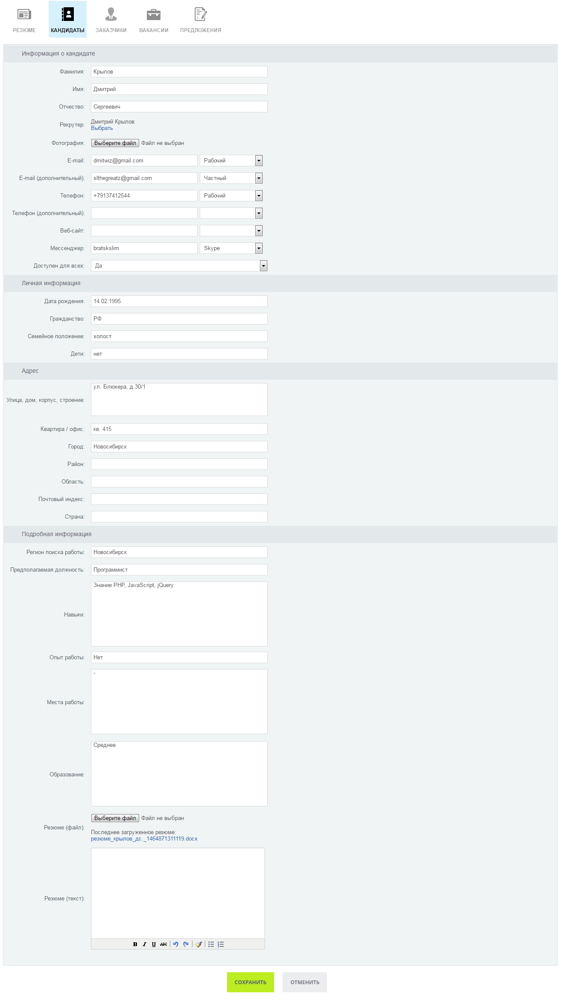 РЕЗЮМЕ КАНДИДАТЫ ЗАКАЗЧИКИ ВАКАНСИИ ПРЕДЛОЖЕНИЯ
Информация о кандидате
Фамилия: Крылов
Имя: Дмитрий
Отчество: Сергеевич
Рекрутер: Дмитрий Крылов
Выбрать
Фотография: Выберите файл Файл не выбран
E-mail: dmitwiz@gmail.com Рабочий
E-mail (дополнительный): slthegreatz@gmail.com Частный
Телефон: +79137412544 Рабочий
Телефон (дополнительный):
Веб-сайт:
Мессенджер: bratskslim Skype
Доступен для всех: Да
Личная информация
Дата рождения: 14.02.1995
Гражданство: РФ
Семейное положение: холост
Дети: нет
Адрес
Улица, дом, корпус, строение: ул. Блюхера, д.30/1
Квартира / офис: кв. 415
Город: Новосибирск
Район:
Область:
Почтовый индекс:
Страна:
Подробная информация
Регион поиска работы: Новосибирск
Предполагаемая должность: Программист
Навыки: Знание PHP, JavaScript, jQuery
Опыт работы: Нет
Места работы: -
Образование: Среднее
Резюме (файл): Выберите файл Файл не выбран
Последнее загруженное резюме:
резюме_крылов_дс._1464871311119.docx
Резюме (текст):
B I U ABC
СОХРАНИТЬ ОТМЕНИТЬ